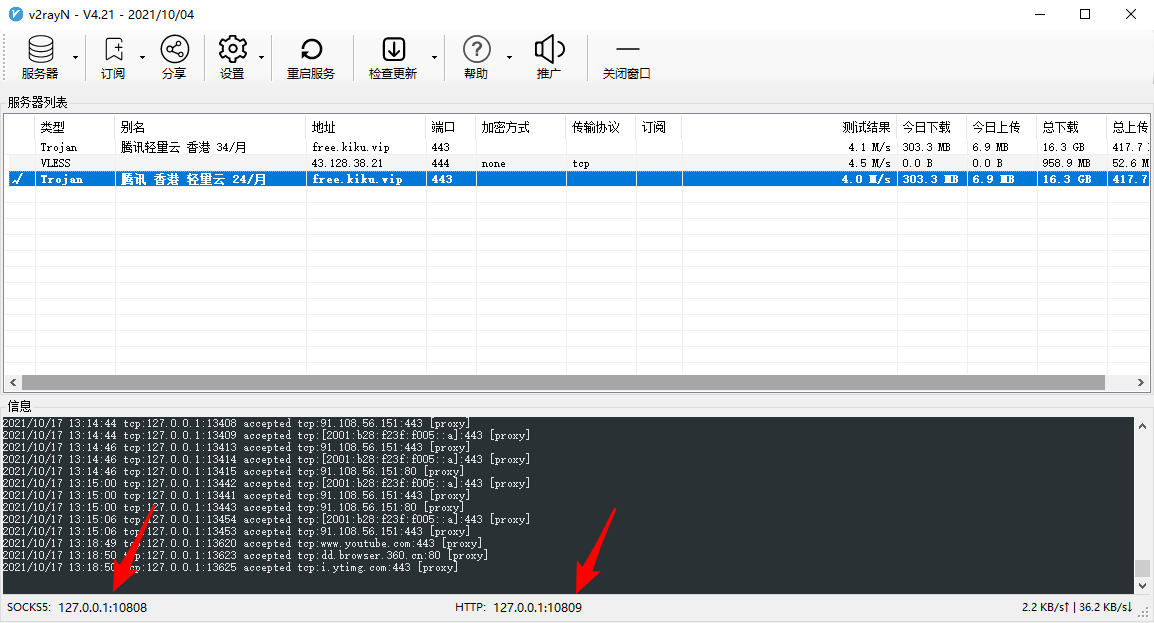 v2rayN - V4.21 - 2021/10/04
服务器 订阅 分享 设置 重启服务 检查更新 帮助 推广 关闭窗口
服务器列表
类型 别名 地址 端口 加密方式 传输协议 订阅 测试结果 今日下载 今日上传 总下载 总上传
Trojan 腾讯轻里云 香港 34/月 free.kiku.vip 443 4.1 M/s 303.3 MB 6.9 MB 16.3 GB 417.7
VLESS 43.128.38.21 444 none tcp 4.5 M/s 0.0 B 0.0 B 958.9 MB 52.6 M
Trojan 腾讯 香港 轻里云 24/月 free.kiku.vip 443 4.0 M/s 303.3 MB 6.9 MB 16.3 GB 417.7
信息
2021/10/17 13:14:44 tcp:127.0.0.1:13408 accepted tcp:91.108.56.151:443 [proxy]
2021/10/17 13:14:44 tcp:127.0.0.1:13409 accepted tcp:[2001:b28:f23f:f005::a]:443 [proxy]
2021/10/17 13:14:46 tcp:127.0.0.1:13413 accepted tcp:91.108.56.151:443 [proxy]
2021/10/17 13:14:46 tcp:127.0.0.1:13414 accepted tcp:[2001:b28:f23f:f005::a]:443 [proxy]
2021/10/17 13:14:46 tcp:127.0.0.1:13415 accepted tcp:91.108.56.151:80 [proxy]
2021/10/17 13:15:00 tcp:127.0.0.1:13442 accepted tcp:[2001:b28:f23f:f005::a]:443 [proxy]
2021/10/17 13:15:00 tcp:127.0.0.1:13441 accepted tcp:91.108.56.151:443 [proxy]
2021/10/17 13:15:00 tcp:127.0.0.1:13443 accepted tcp:91.108.56.151:80 [proxy]
2021/10/17 13:15:06 tcp:127.0.0.1:13454 accepted tcp:[2001:b28:f23f:f005::a]:443 [proxy]
2021/10/17 13:15:06 tcp:127.0.0.1:13453 accepted tcp:91.108.56.151:443 [proxy]
2021/10/17 13:18:49 tcp:127.0.0.1:13620 accepted tcp:www.youtube.com:443 [proxy]
2021/10/17 13:18:50 tcp:127.0.0.1:13623 accepted tcp:dd.browser.360.cn:80 [proxy]
2021/10/17 13:18:50 tcp:127.0.0.1:13625 accepted tcp:i.ytimg.com:443 [proxy]
SOCKS5: 127.0.0.1:10808 HTTP: 127.0.0.1:10809 2.2 KB/s↑ | 36.2 KB/s↓